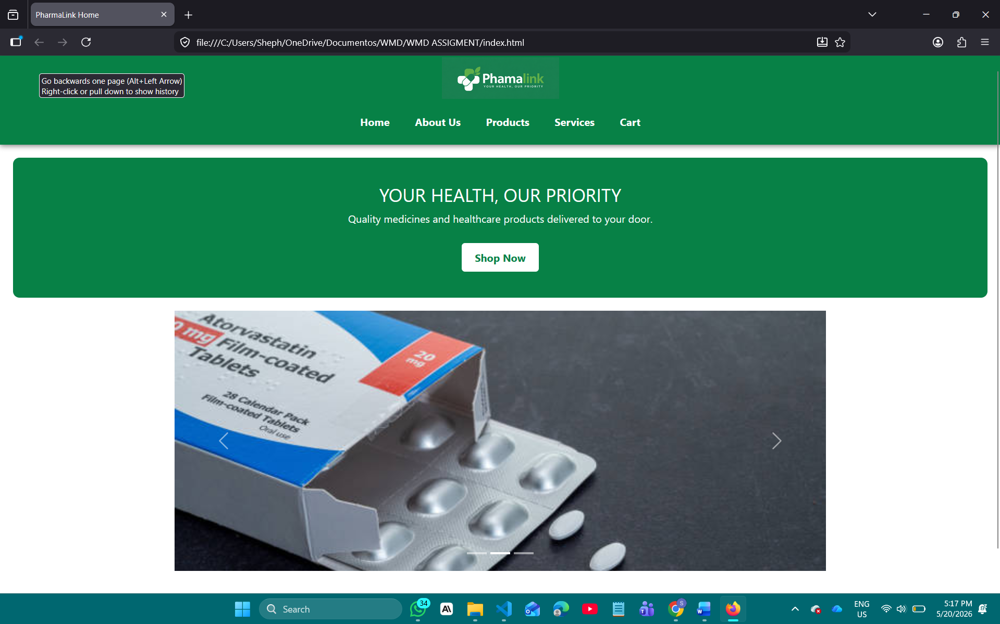 PharmaLink Home
file:///C:/Users/Sheph/OneDrive/Documentos/WMD/WMD ASSIGMENT/index.html
Go backwards one page (Alt+Left Arrow)
Right-click or pull down to show history
Phamalink
YOUR HEALTH, OUR PRIORITY
Home
About Us
Products
Services
Cart
YOUR HEALTH, OUR PRIORITY
Quality medicines and healthcare products delivered to your door.
Shop Now
Atorvastatin
0 mg Film-coated
Tablets
20
mg
28 Calendar Pack
Film-coated Tablets
Oral use
Search
34
S
ENG
US
5:17 PM
5/20/2026